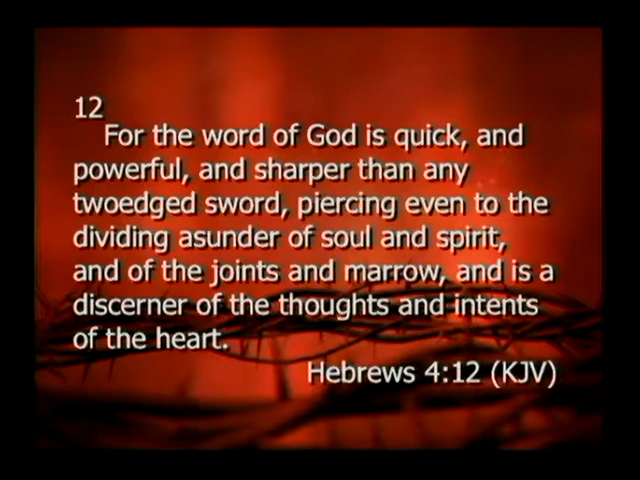 12
For the word of God is quick, and
powerful, and sharper than any
twoedged sword, piercing even to the
dividing asunder of soul and spirit,
and of the joints and marrow, and is a
discerner of the thoughts and intents
of the heart.
Hebrews 4:12 (KJV)